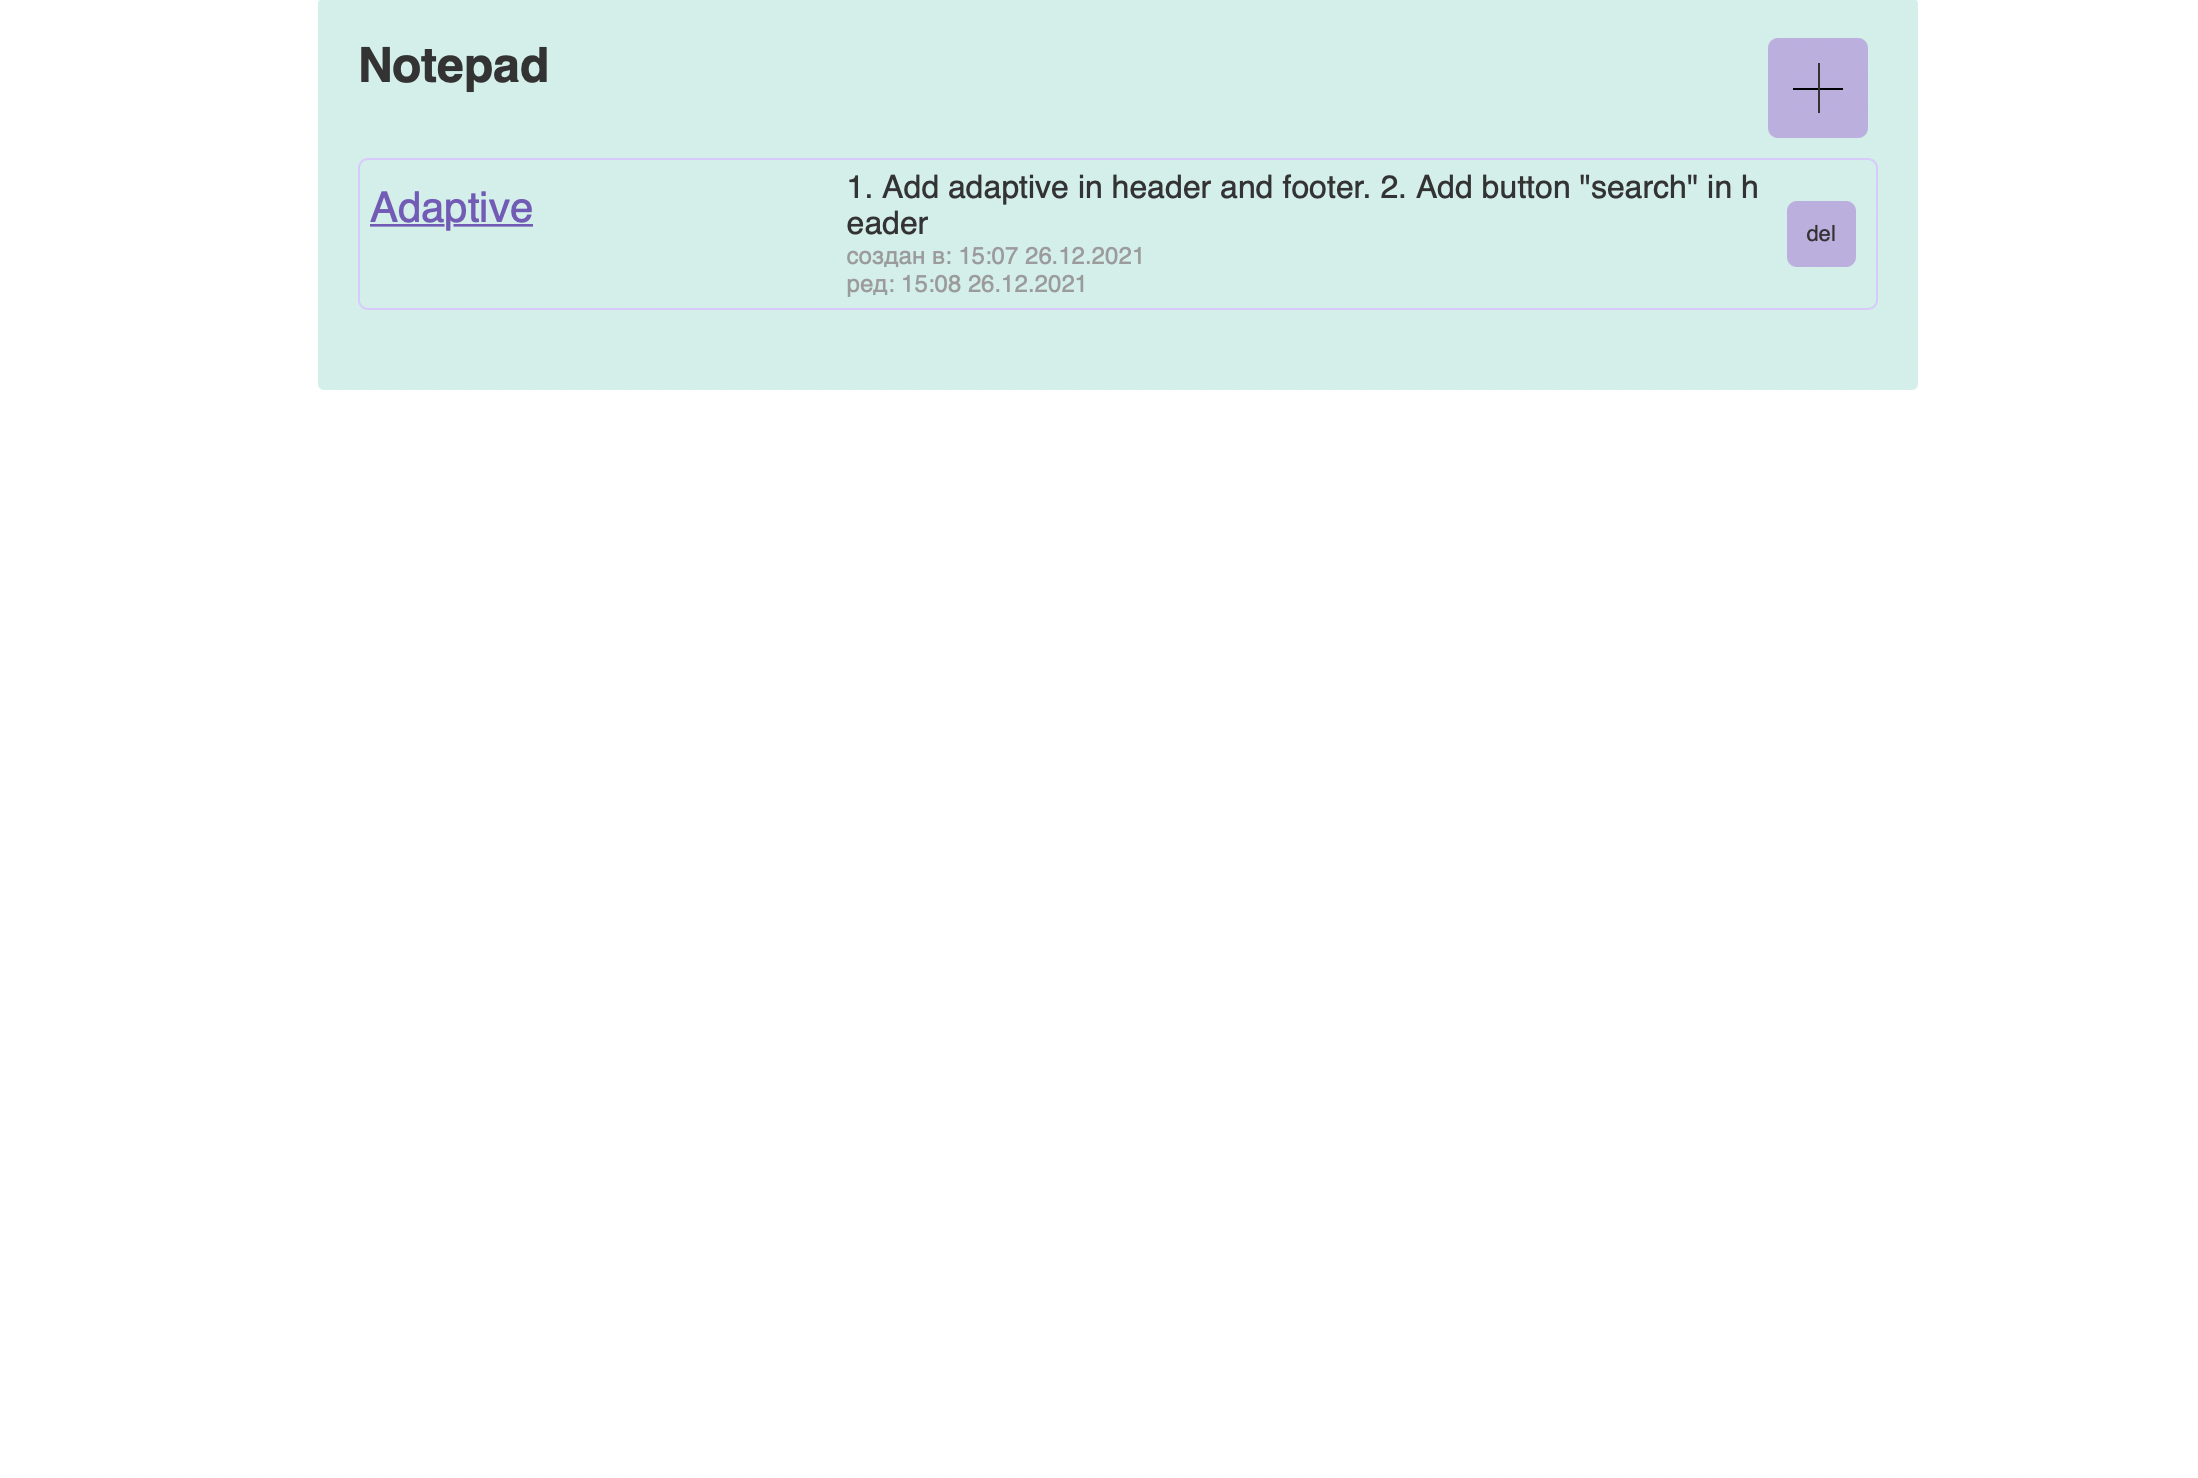 Notepad
Adaptive
1. Add adaptive in header and footer. 2. Add button "search" in h
eader
создан в: 15:07 26.12.2021
ред: 15:08 26.12.2021
del